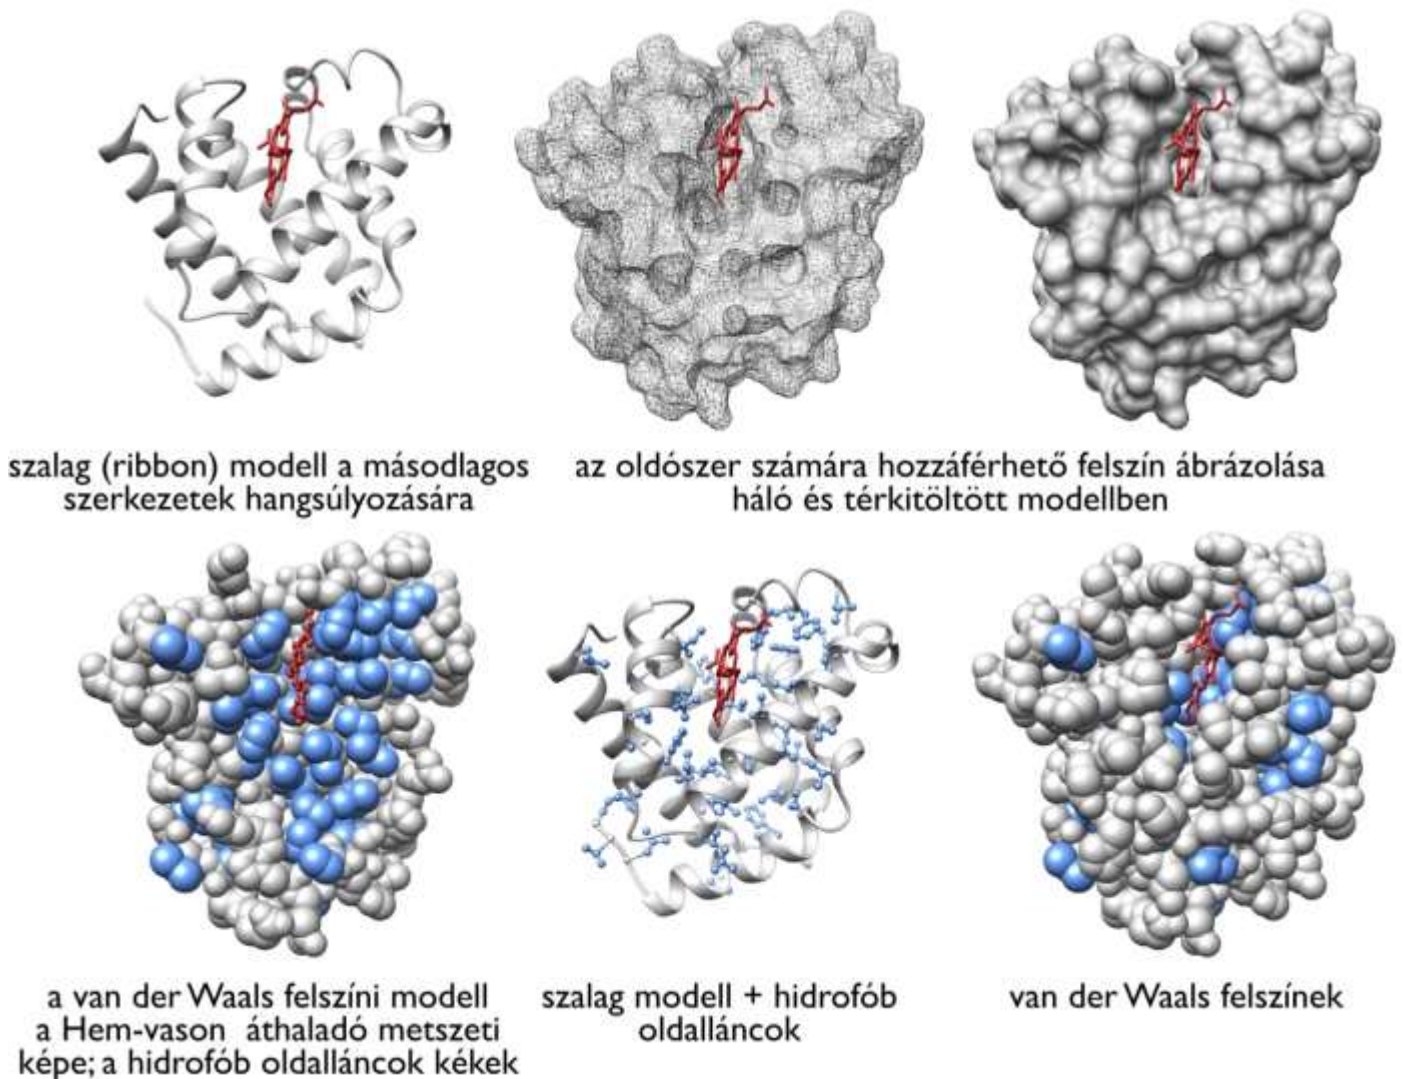 szalag (ribbon) modell a másodlagos
szerkezetek hangsúlyozására
az oldószer számára hozzáférhető felszín ábrázolása
háló és térkitöltött modellben
a van der Waals felszíni modell
a Hem-vason áthaladó metszeti
képe; a hidrofób oldalláncok kékek
szalag modell + hidrofób
oldalláncok
van der Waals felszínek